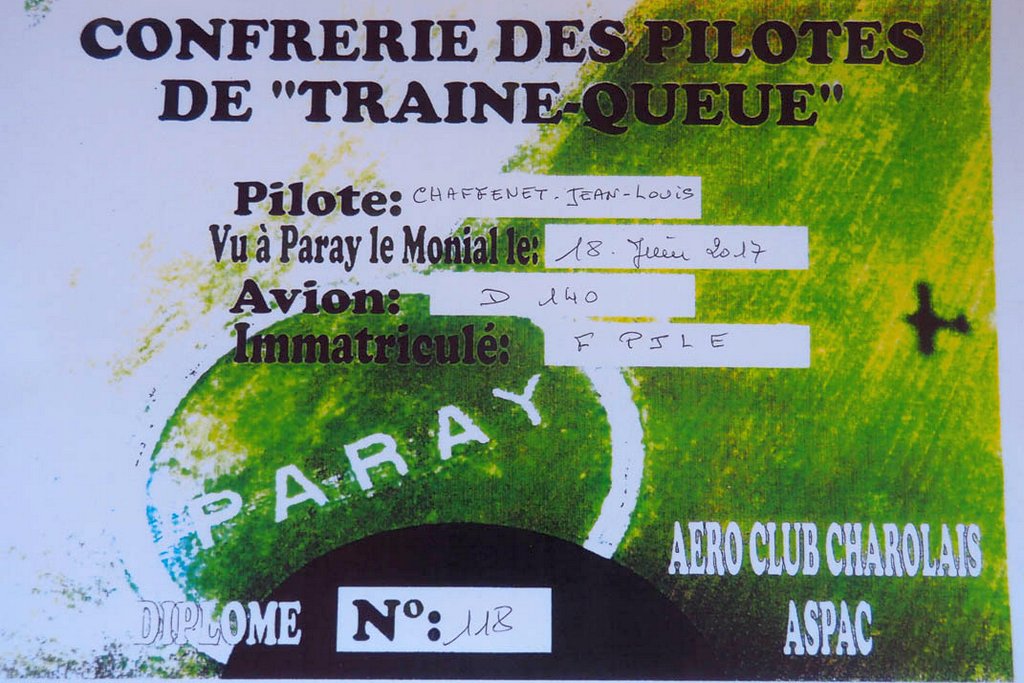 CONFRERIE DES PILOTES
DE "TRAINE-QUEUE"
Pilote: CHAFFENET. JEAN-LOUIS
Vu à Paray le Monial le: 18. Juin 2017
Avion: D 140
Immatriculé: F PJLE
PARAY
AERO CLUB CHAROLAIS
ASPAC
DIPLOME N°: 118